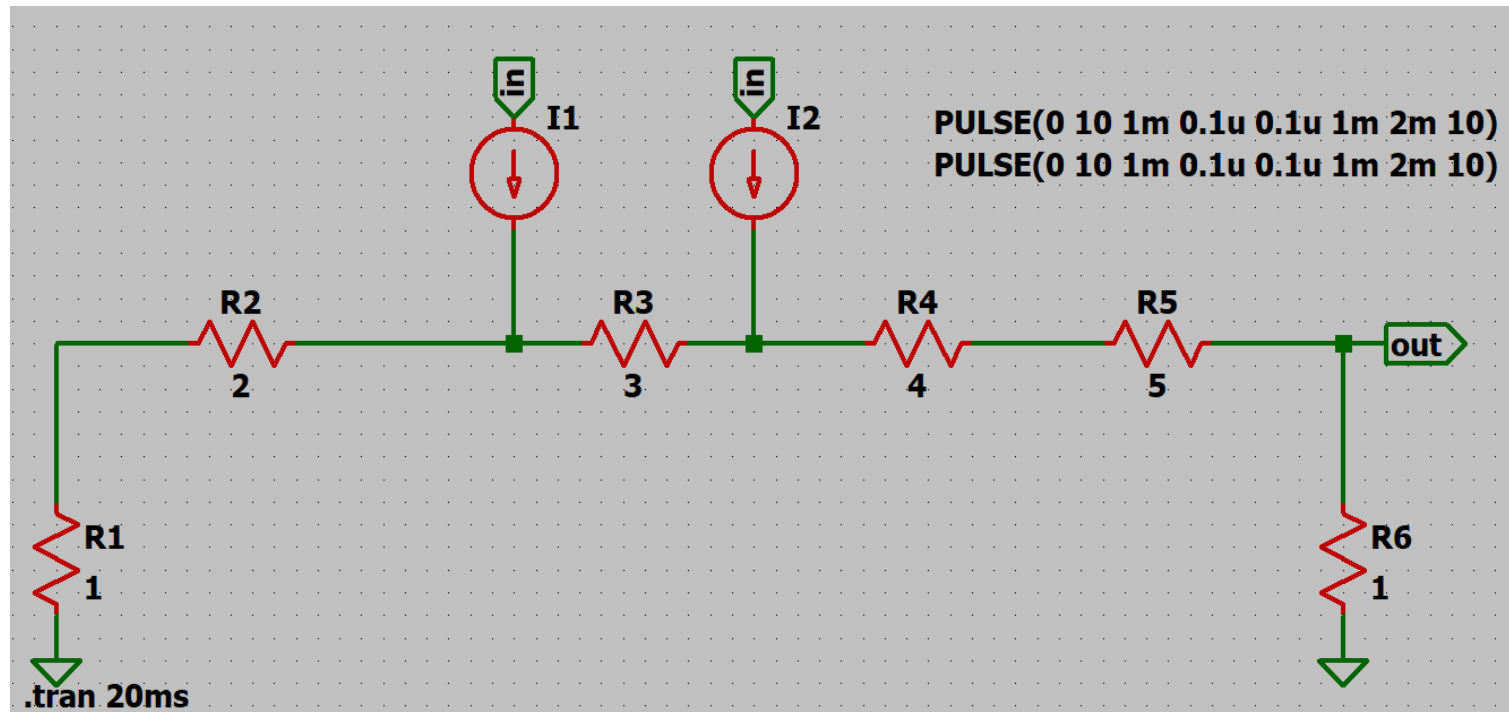 in
in
I1
I2
PULSE(0 10 1m 0.1u 0.1u 1m 2m 10)
PULSE(0 10 1m 0.1u 0.1u 1m 2m 10)
R2
R3
R4
R5
out
2
3
4
5
R1
R6
1
1
.tran 20ms